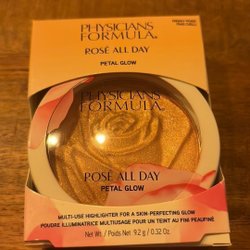 PHYSICIANS
FORMULA®
ROSÉ ALL DAY
PETAL GLOW
PHYSICIANS
FORMULA®
ROSÉ ALL DAY
PETAL GLOW
MULTI-USE HIGHLIGHTER FOR A SKIN-PERFECTING GLOW
POUDRE ILLUMINATRICE MULTIUSAGE POUR UN TEINT AU FINI PEAUFINÉ
Net Wt. / Poids Net 9.2 g / 0.32 Oz.